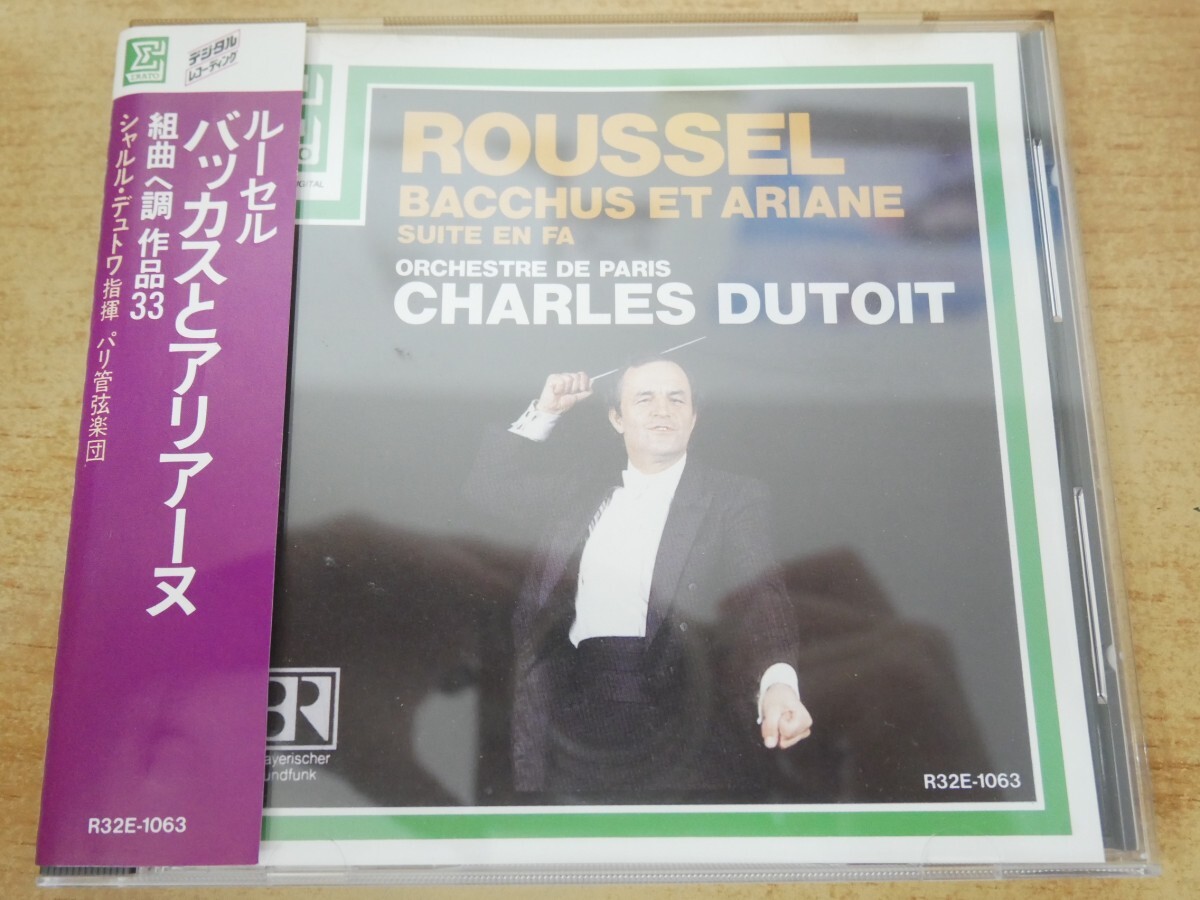 ERATO
デジタル
レコーディング
ルーセル
バッカスとアリアーヌ
組曲ヘ調 作品33
シャルル・デュトワ指揮 パリ管弦楽団
R32E-1063
ROUSSEL
BACCHUS ET ARIANE
SUITE EN FA
ORCHESTRE DE PARIS
CHARLES DUTOIT
BR
ayerischer
undfunk
R32E-1063